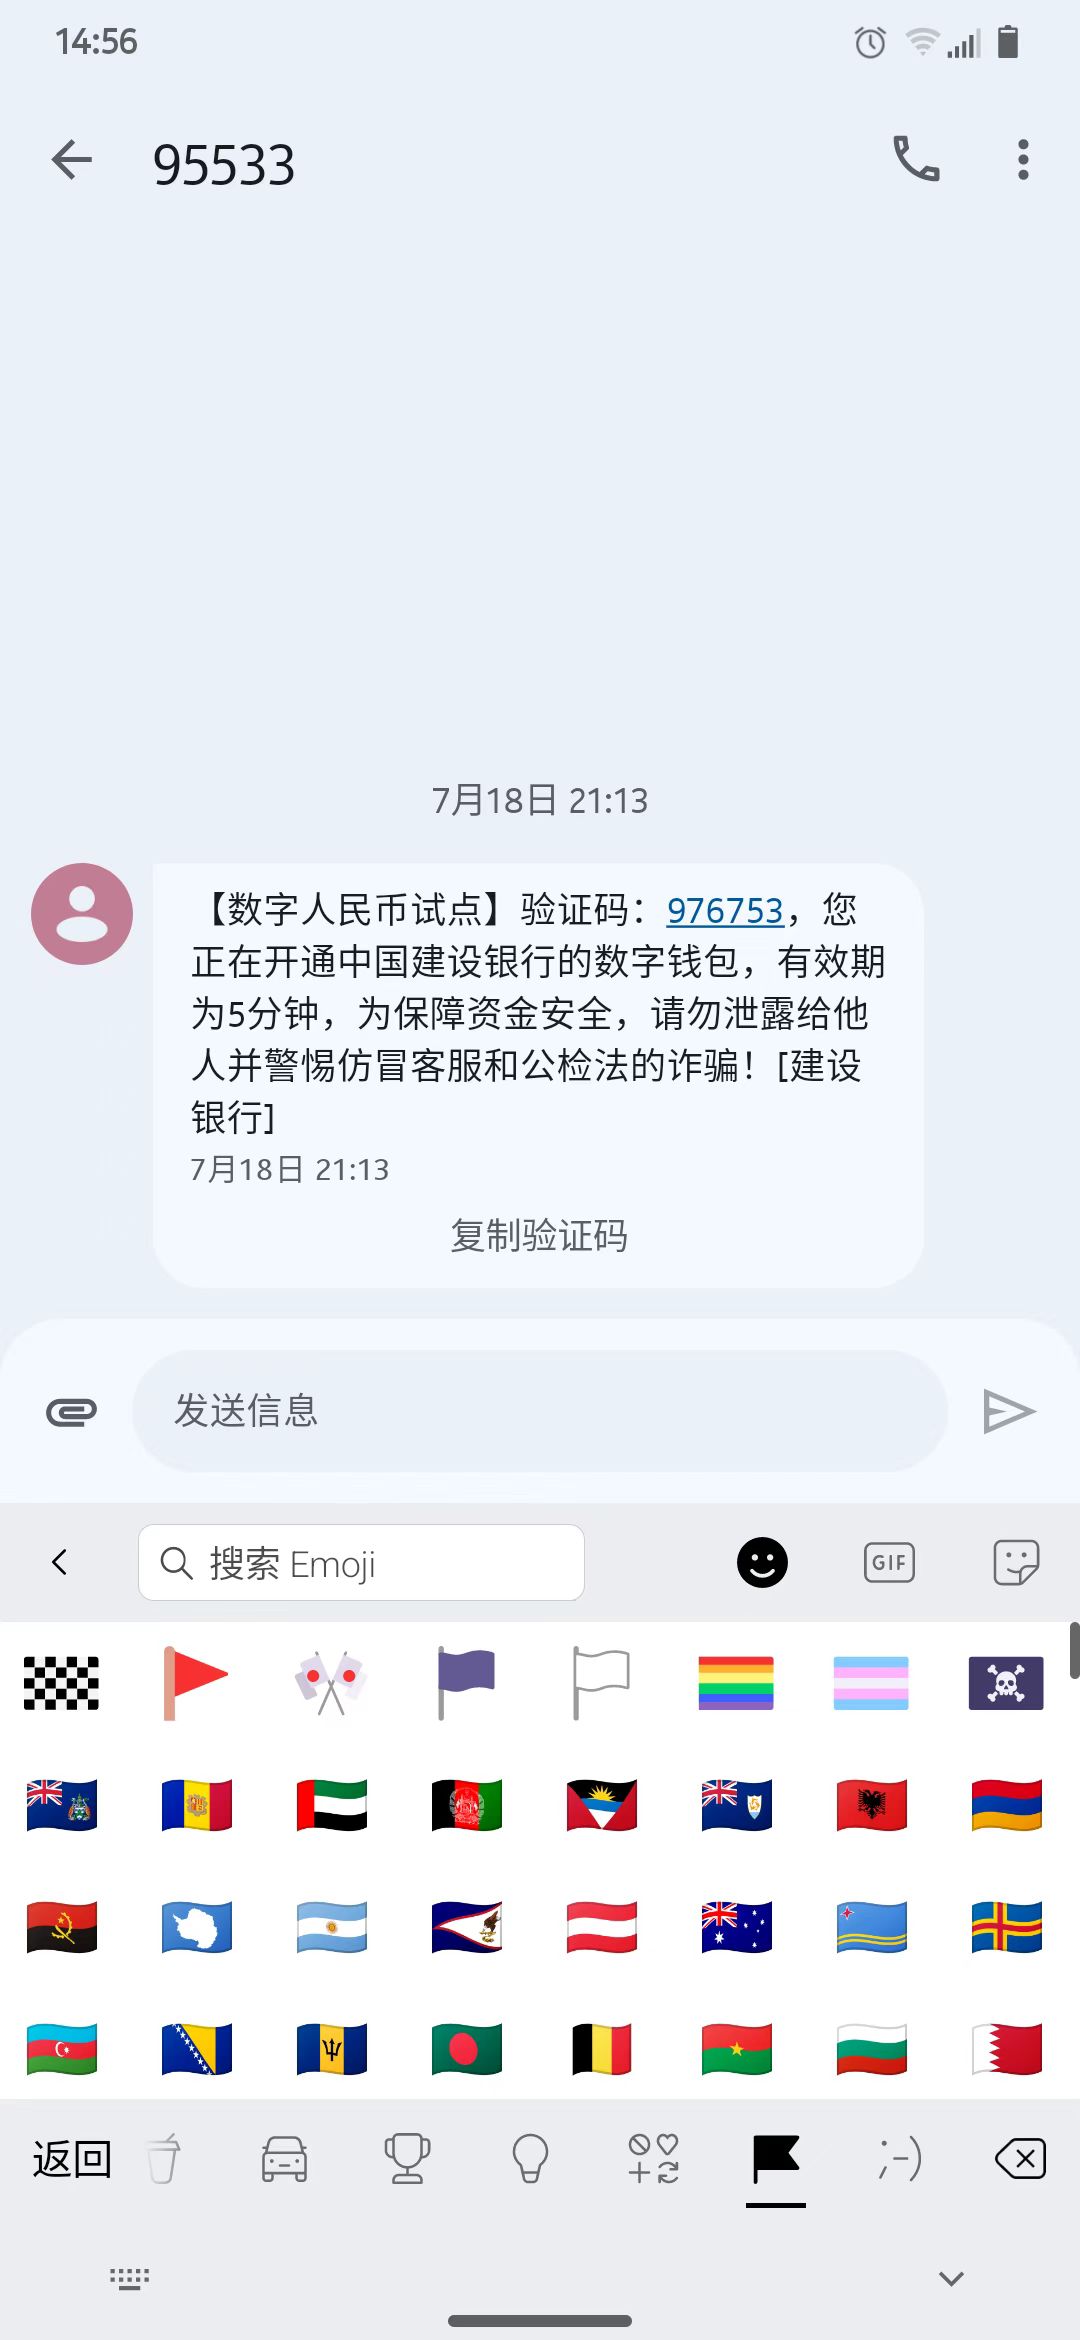 14:56
95533
7月18日 21:13
【数字人民币试点】验证码：976753，您
正在开通中国建设银行的数字钱包，有效期
为5分钟，为保障资金安全，请勿泄露给他
人并警惕仿冒客服和公检法的诈骗！[建设
银行]
7月18日 21:13
复制验证码
发送信息
搜索 Emoji
GIF
返回
;-)